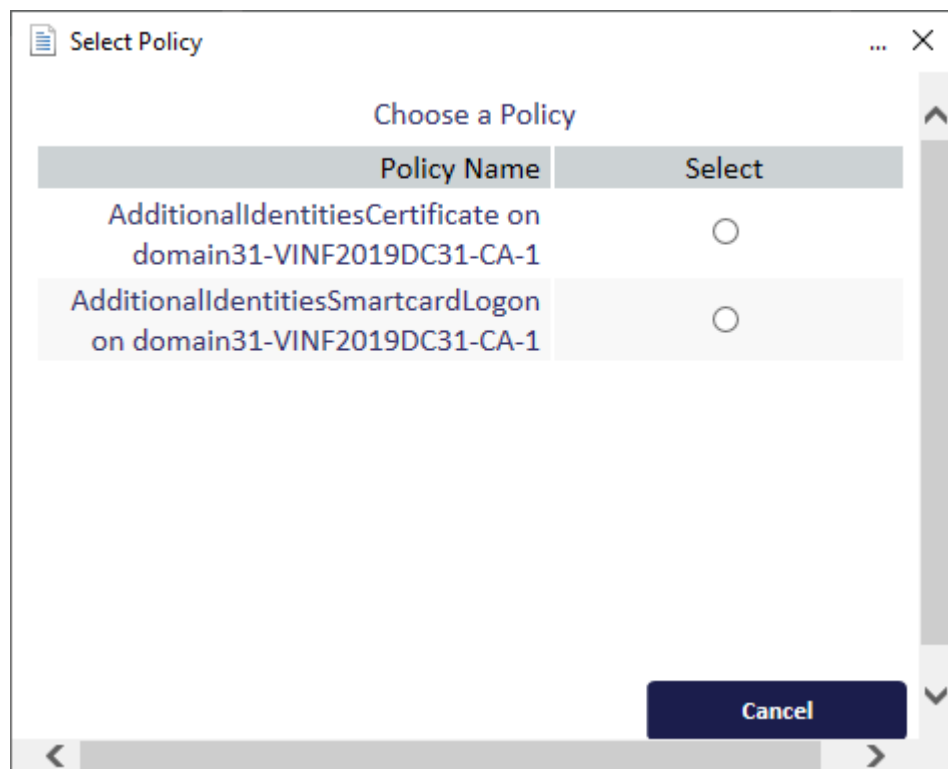 Select Policy
...
Choose a Policy
Policy Name Select
AdditionalIdentitiesCertificate on
domain31-VINF2019DC31-CA-1
AdditionalIdentitiesSmartcardLogon
on domain31-VINF2019DC31-CA-1
Cancel